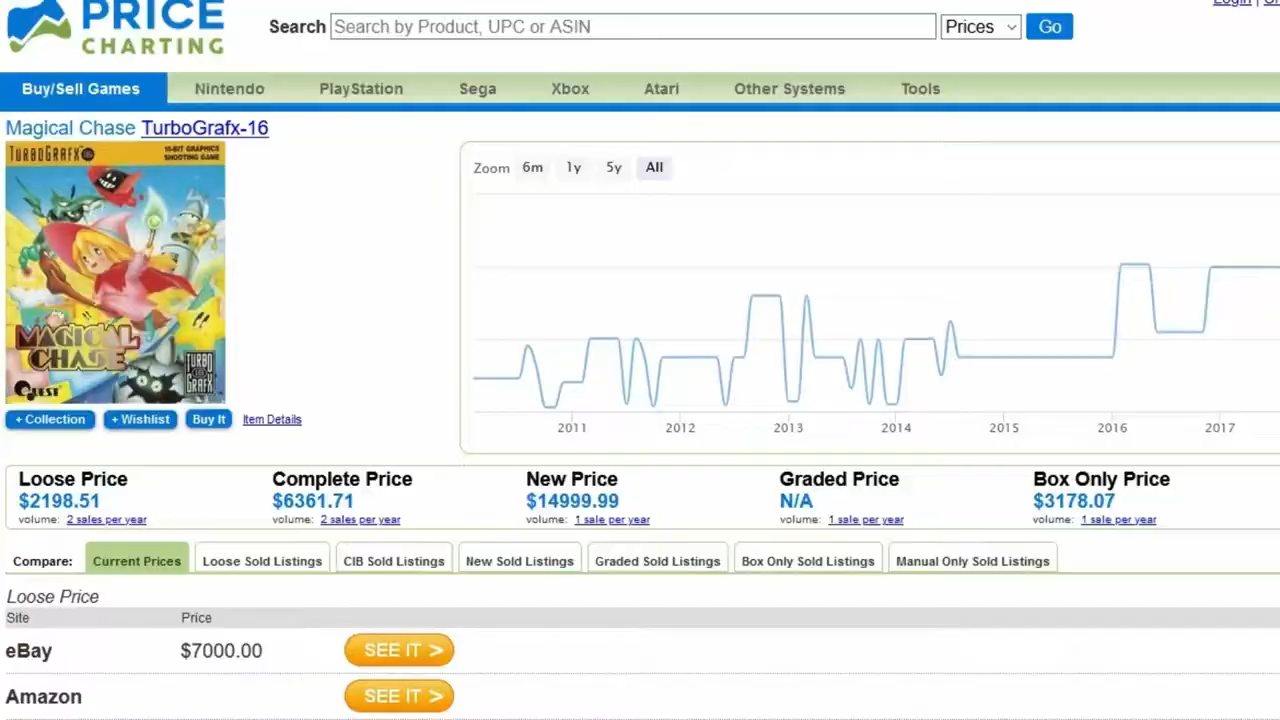 Login |
PRICE
CHARTING
Search Search by Product, UPC or ASIN Prices Go
Buy/Sell Games Nintendo PlayStation Sega Xbox Atari Other Systems Tools
Magical Chase TurboGrafx-16
TURBOGRAFX 16
16-BIT GRAPHICS
SHOOTING GAME
MAGICAL
CHASE
QUEST
TURBO
GRAFX
+ Collection + Wishlist Buy It Item Details
Zoom 6m 1y 5y All
2011 2012 2013 2014 2015 2016 2017
Loose Price Complete Price New Price Graded Price Box Only Price
$2198.51 $6361.71 $14999.99 N/A $3178.07
volume: 2 sales per year volume: 2 sales per year volume: 1 sale per year volume: 1 sale per year volume: 1 sale per year
Compare: Current Prices Loose Sold Listings CIB Sold Listings New Sold Listings Graded Sold Listings Box Only Sold Listings Manual Only Sold Listings
Loose Price
Site Price
eBay $7000.00 SEE IT >
Amazon SEE IT >